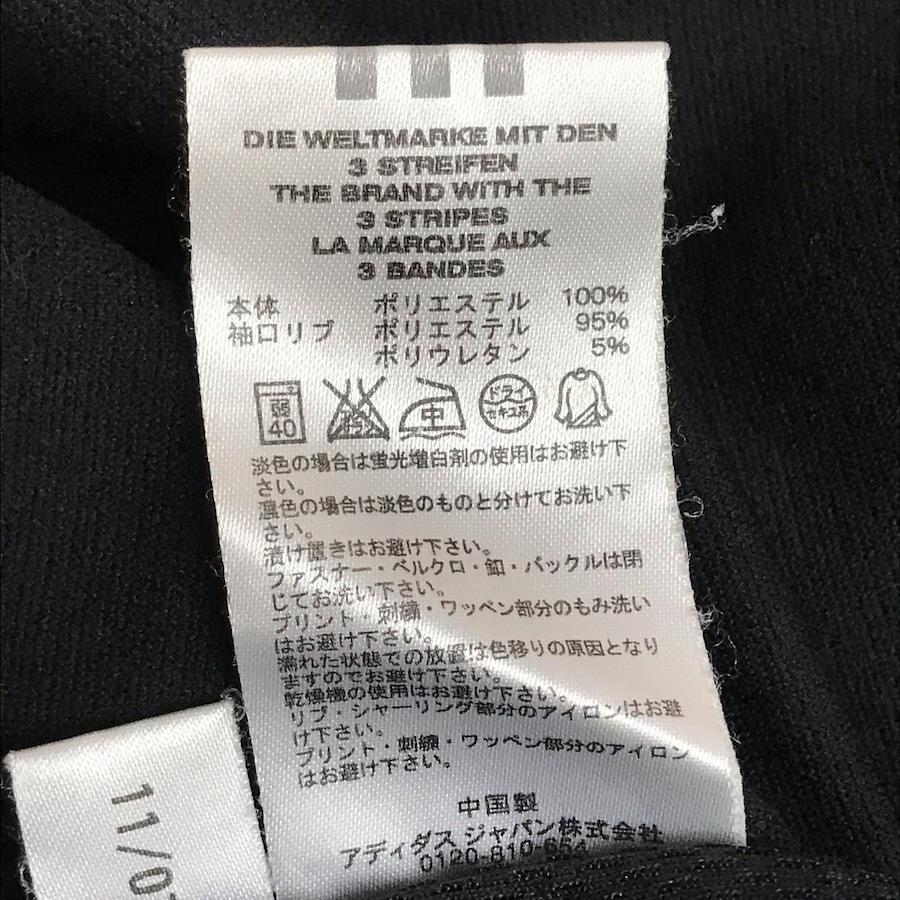 DIE WELTMARKE MIT DEN
3 STREIFEN
THE BRAND WITH THE
3 STRIPES
LA MARQUE AUX
3 BANDES
本体 ポリエステル 100%
袖口リブ ポリエステル 95%
ポリウレタン 5%
弱 40 エンソ サラシ 中 ドライ セキユ系
淡色の場合は蛍光増白剤の使用はお避け下
さい。
濃色の場合は淡色のものと分けてお洗い下
さい。
漬け置きはお避け下さい。
ファスナー・ベルクロ・釦・バックルは閉
じてお洗い下さい。
プリント・刺繍・ワッペン部分のもみ洗い
はお避け下さい。
濡れた状態での放置は色移りの原因となり
ますのでお避け下さい。
乾燥機の使用はお避け下さい。
リブ・シャーリング部分のアイロンはお避
け下さい。
プリント・刺繍・ワッペン部分のアイロン
はお避け下さい。
中国製
アディダス ジャパン株式会社
0120-810-654
11/0